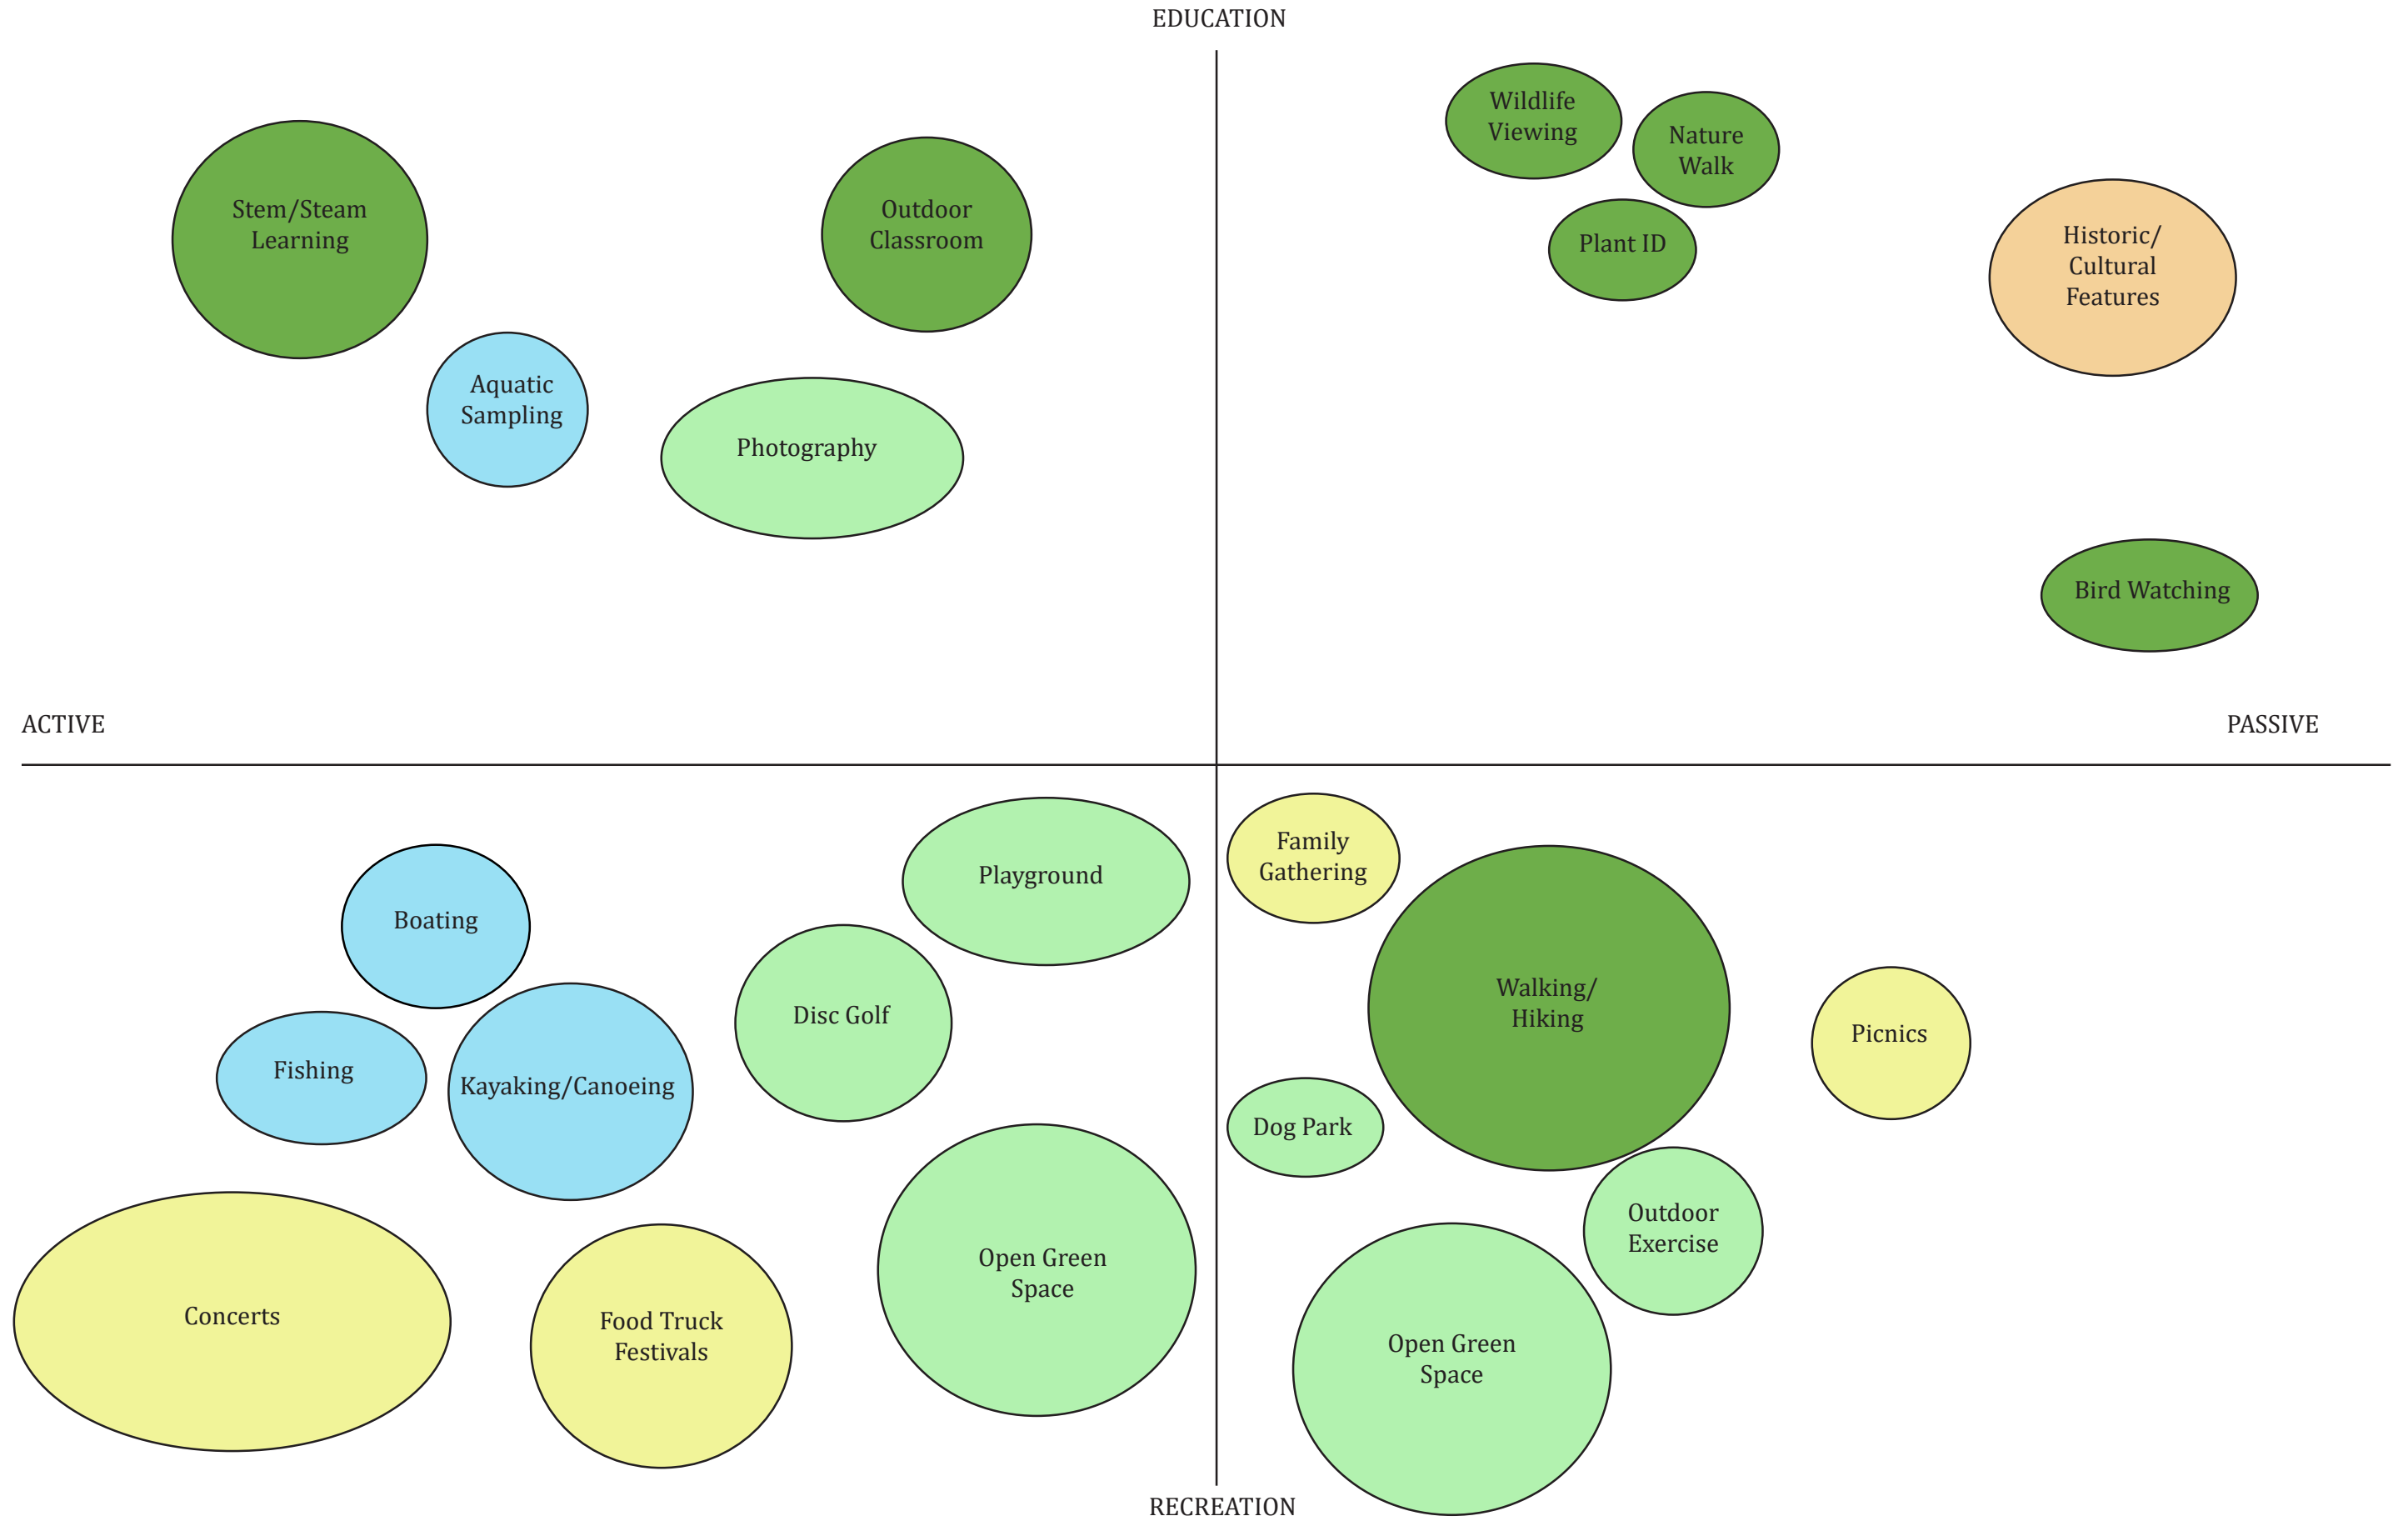 EDUCATION
Wildlife
Viewing
Nature
Walk
Stem/Steam
Learning
Outdoor
Classroom
Plant ID
Historic/
Cultural
Features
Aquatic
Sampling
Photography
Bird Watching
ACTIVE
PASSIVE
Family
Gathering
Playground
Boating
Walking/
Hiking
Disc Golf
Picnics
Fishing
Kayaking/Canoeing
Dog Park
Outdoor
Exercise
Open Green
Space
Concerts
Food Truck
Festivals
Open Green
Space
RECREATION